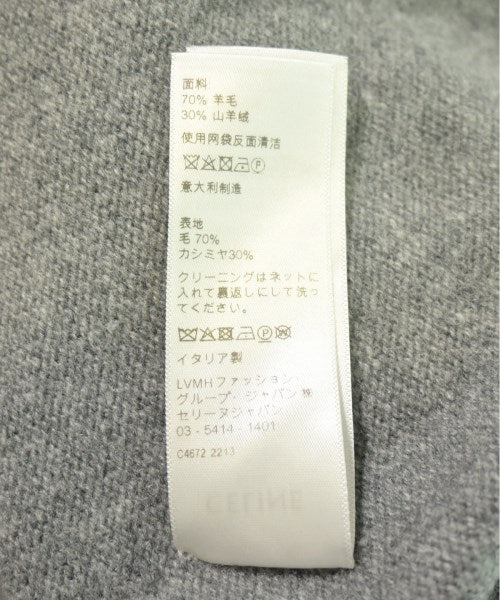 面料
70% 羊毛
30% 山羊绒
使用网袋反面清洁
意大利制造
表地
毛 70%
カシミヤ30%
クリーニングはネットに
入れて裏返しにして洗っ
てください。
イタリア製
LVMHファッション・
グループ・ジャパン㈱
セリーヌジャパン
03 - 5414 - 1401
C4672 2213
CELINE